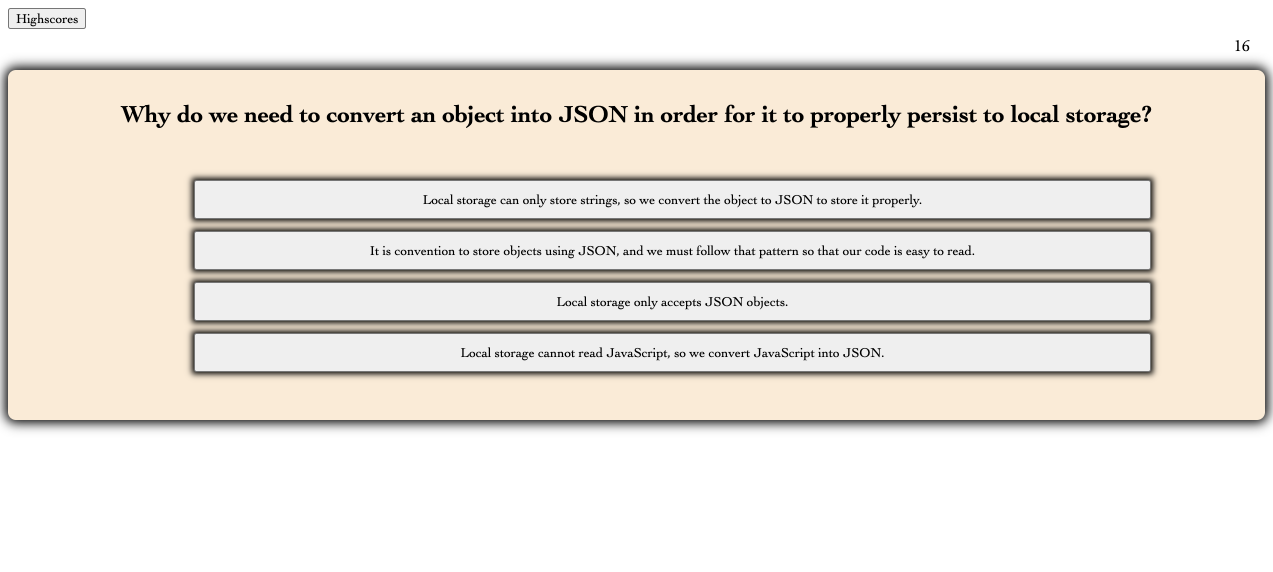 Highscores
16
Why do we need to convert an object into JSON in order for it to properly persist to local storage?
Local storage can only store strings, so we convert the object to JSON to store it properly.
It is convention to store objects using JSON, and we must follow that pattern so that our code is easy to read.
Local storage only accepts JSON objects.
Local storage cannot read JavaScript, so we convert JavaScript into JSON.